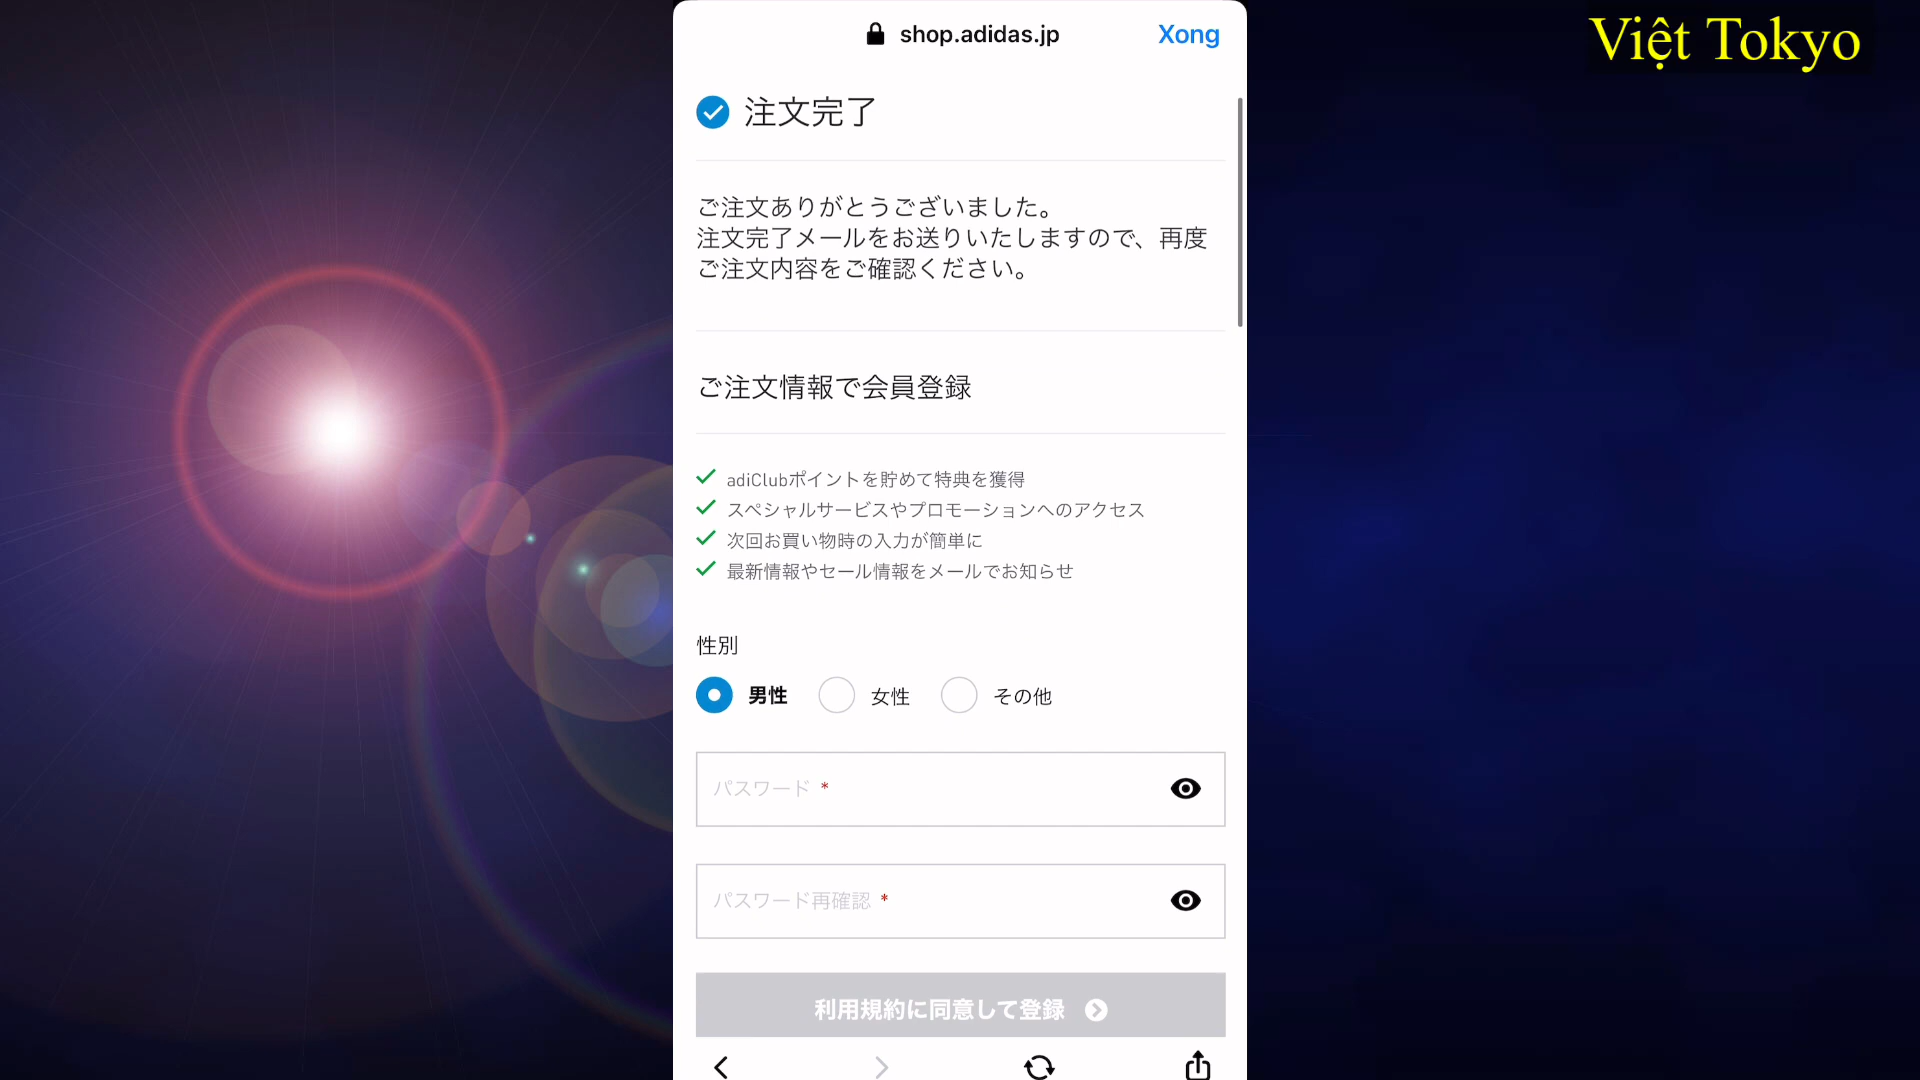 shop.adidas.jp
Xong
Việt Tokyo
注文完了
ご注文ありがとうございました。
注文完了メールをお送りいたしますので、再度
ご注文内容をご確認ください。
ご注文情報で会員登録
adiClubポイントを貯めて特典を獲得
スペシャルサービスやプロモーションへのアクセス
次回お買い物時の入力が簡単に
最新情報やセール情報をメールでお知らせ
性別
男性 女性 その他
パスワード *
パスワード再確認 *
利用規約に同意して登録